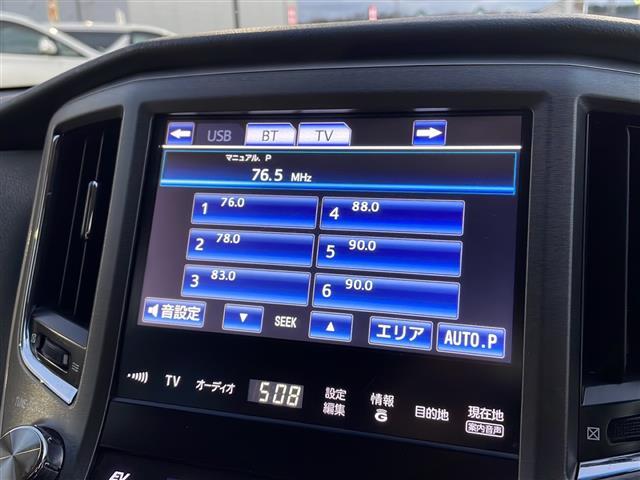 USB BT TV
マニュアル. P
76.5 MHz
1 76.0
4 88.0
2 78.0
5 90.0
3 83.0
6 90.0
音設定 ▼ SEEK ▲ エリア AUTO.P
TV オーディオ 5:08 設定編集 情報G 目的地 現在地
案内音声
TUNE
EV